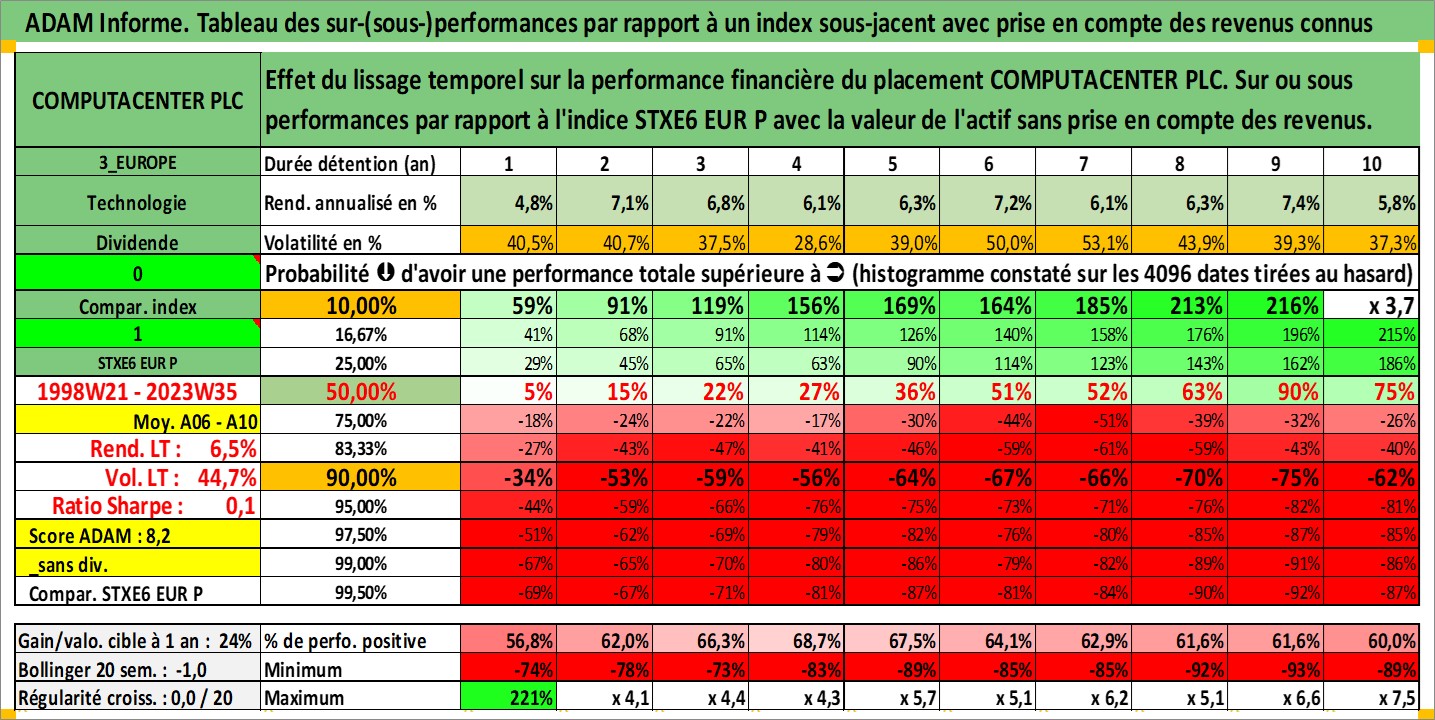 ADAM Informe. Tableau des sur-(sous-)performances par rapport à un index sous-jacent avec prise en compte des revenus connus
COMPUTACENTER PLC
Effet du lissage temporel sur la performance financière du placement COMPUTACENTER PLC. Sur ou sous
performances par rapport à l'indice STXE6 EUR P avec la valeur de l'actif sans prise en compte des revenus.
3_EUROPE Durée détention (an) 1 2 3 4 5 6 7 8 9 10
Technologie Rend. annualisé en % 4,8% 7,1% 6,8% 6,1% 6,3% 7,2% 6,1% 6,3% 7,4% 5,8%
Dividende Volatilité en % 40,5% 40,7% 37,5% 28,6% 39,0% 50,0% 53,1% 43,9% 39,3% 37,3%
0 Probabilité ⮋ d'avoir une performance totale supérieure à ⮊ (histogramme constaté sur les 4096 dates tirées au hasard)
Compar. index 10,00% 59% 91% 119% 156% 169% 164% 185% 213% 216% x 3,7
1 16,67% 41% 68% 91% 114% 126% 140% 158% 176% 196% 215%
STXE6 EUR P 25,00% 29% 45% 65% 63% 90% 114% 123% 143% 162% 186%
1998W21 - 2023W35 50,00% 5% 15% 22% 27% 36% 51% 52% 63% 90% 75%
Moy. A06 - A10 75,00% -18% -24% -22% -17% -30% -44% -51% -39% -32% -26%
Rend. LT : 6,5% 83,33% -27% -43% -47% -41% -46% -59% -61% -59% -43% -40%
Vol. LT : 44,7% 90,00% -34% -53% -59% -56% -64% -67% -66% -70% -75% -62%
Ratio Sharpe : 0,1 95,00% -44% -59% -66% -76% -75% -73% -71% -76% -82% -81%
Score ADAM : 8,2 97,50% -51% -62% -69% -79% -82% -76% -80% -85% -87% -85%
_sans div. 99,00% -67% -65% -70% -80% -86% -79% -82% -89% -91% -86%
Compar. STXE6 EUR P 99,50% -69% -67% -71% -81% -87% -81% -84% -90% -92% -87%
Gain/valo. cible à 1 an : 24% % de perfo. positive 56,8% 62,0% 66,3% 68,7% 67,5% 64,1% 62,9% 61,6% 61,6% 60,0%
Bollinger 20 sem. : -1,0 Minimum -74% -78% -73% -83% -89% -85% -85% -92% -93% -89%
Régularité croiss. : 0,0 / 20 Maximum 221% x 4,1 x 4,4 x 4,3 x 5,7 x 5,1 x 6,2 x 5,1 x 6,6 x 7,5